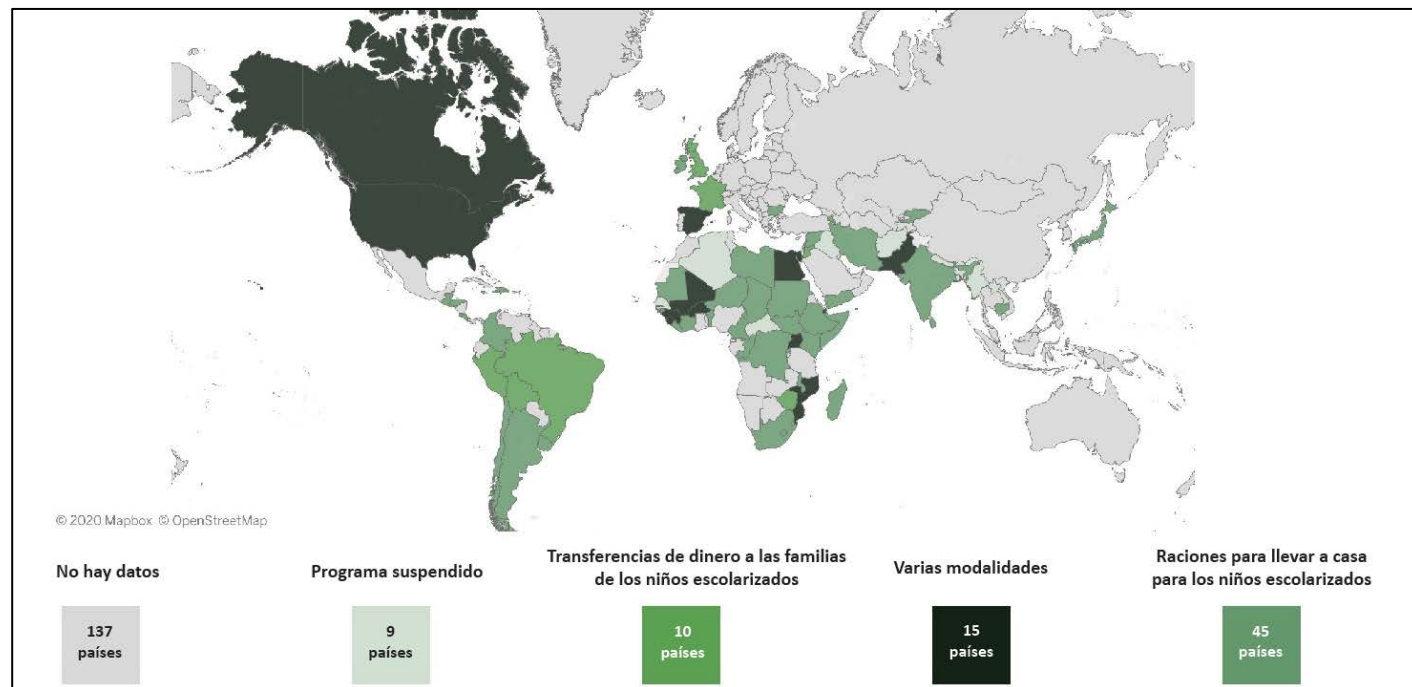 © 2020 Mapbox © OpenStreetMap
No hay datos
137
países
Programa suspendido
9
países
Transferencias de dinero a las familias
de los niños escolarizados
10
países
Varias modalidades
15
países
Raciones para llevar a casa
para los niños escolarizados
45
países